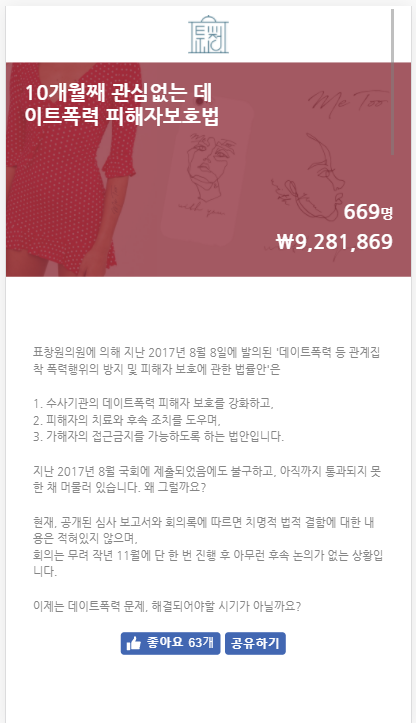 10개월째 관심없는 데
이트폭력 피해자보호법
Me Too
669명
₩9,281,869
표창원의원에 의해 지난 2017년 8월 8일에 발의된 '데이트폭력 등 관계집
착 폭력행위의 방지 및 피해자 보호에 관한 법률안'은
1. 수사기관의 데이트폭력 피해자 보호를 강화하고,
2. 피해자의 치료와 후속 조치를 도우며,
3. 가해자의 접근금지를 가능하도록 하는 법안입니다.
지난 2017년 8월 국회에 제출되었음에도 불구하고, 아직까지 통과되지 못
한 채 머물러 있습니다. 왜 그럴까요?
현재, 공개된 심사 보고서와 회의록에 따르면 치명적 법적 결함에 대한 내
용은 적혀있지 않으며,
회의는 무려 작년 11월에 단 한 번 진행 후 아무런 후속 논의가 없는 상황입
니다.
이제는 데이트폭력 문제, 해결되어야할 시기가 아닐까요?
좋아요 63개 공유하기